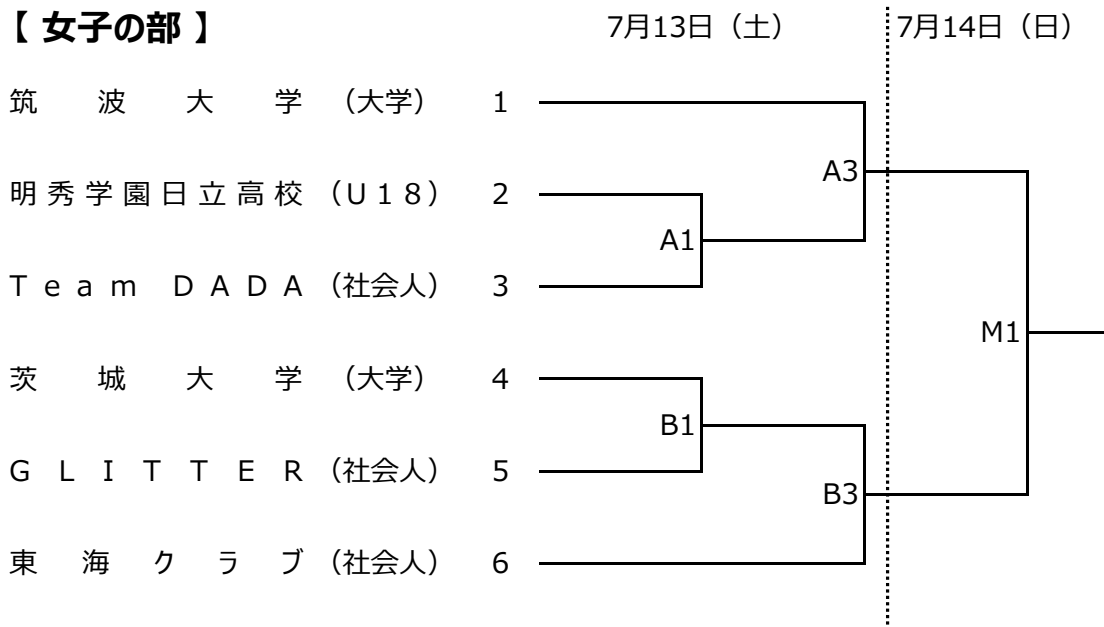 【 女子の部 】 7月13日（土） 7月14日（日）
筑波大学 （大学） 1
A3
明秀学園日立高校 （U18） 2
A1
Team DADA （社会人） 3
M1
茨城大学 （大学） 4
B1
GLITTER （社会人） 5
B3
東海クラブ （社会人） 6